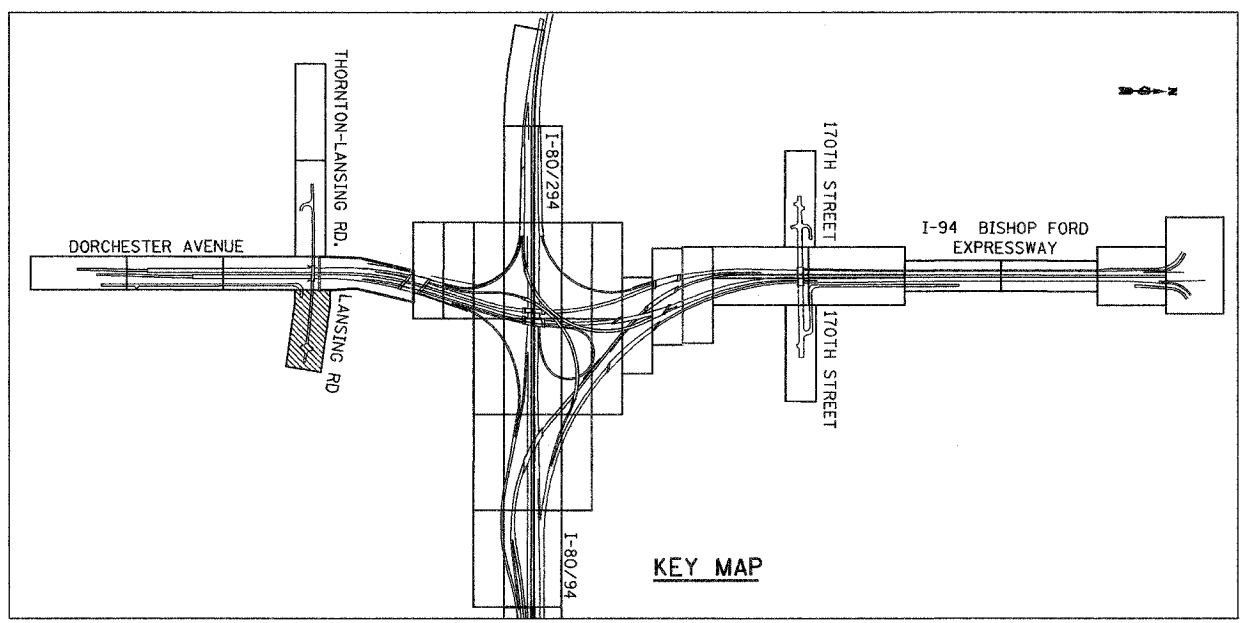 THORNTON-LANSING RD.
I-80/294
170TH STREET
N
DORCHESTER AVENUE
I-94 BISHOP FORD
EXPRESSWAY
LANSING RD
170TH STREET
I-80/94
KEY MAP